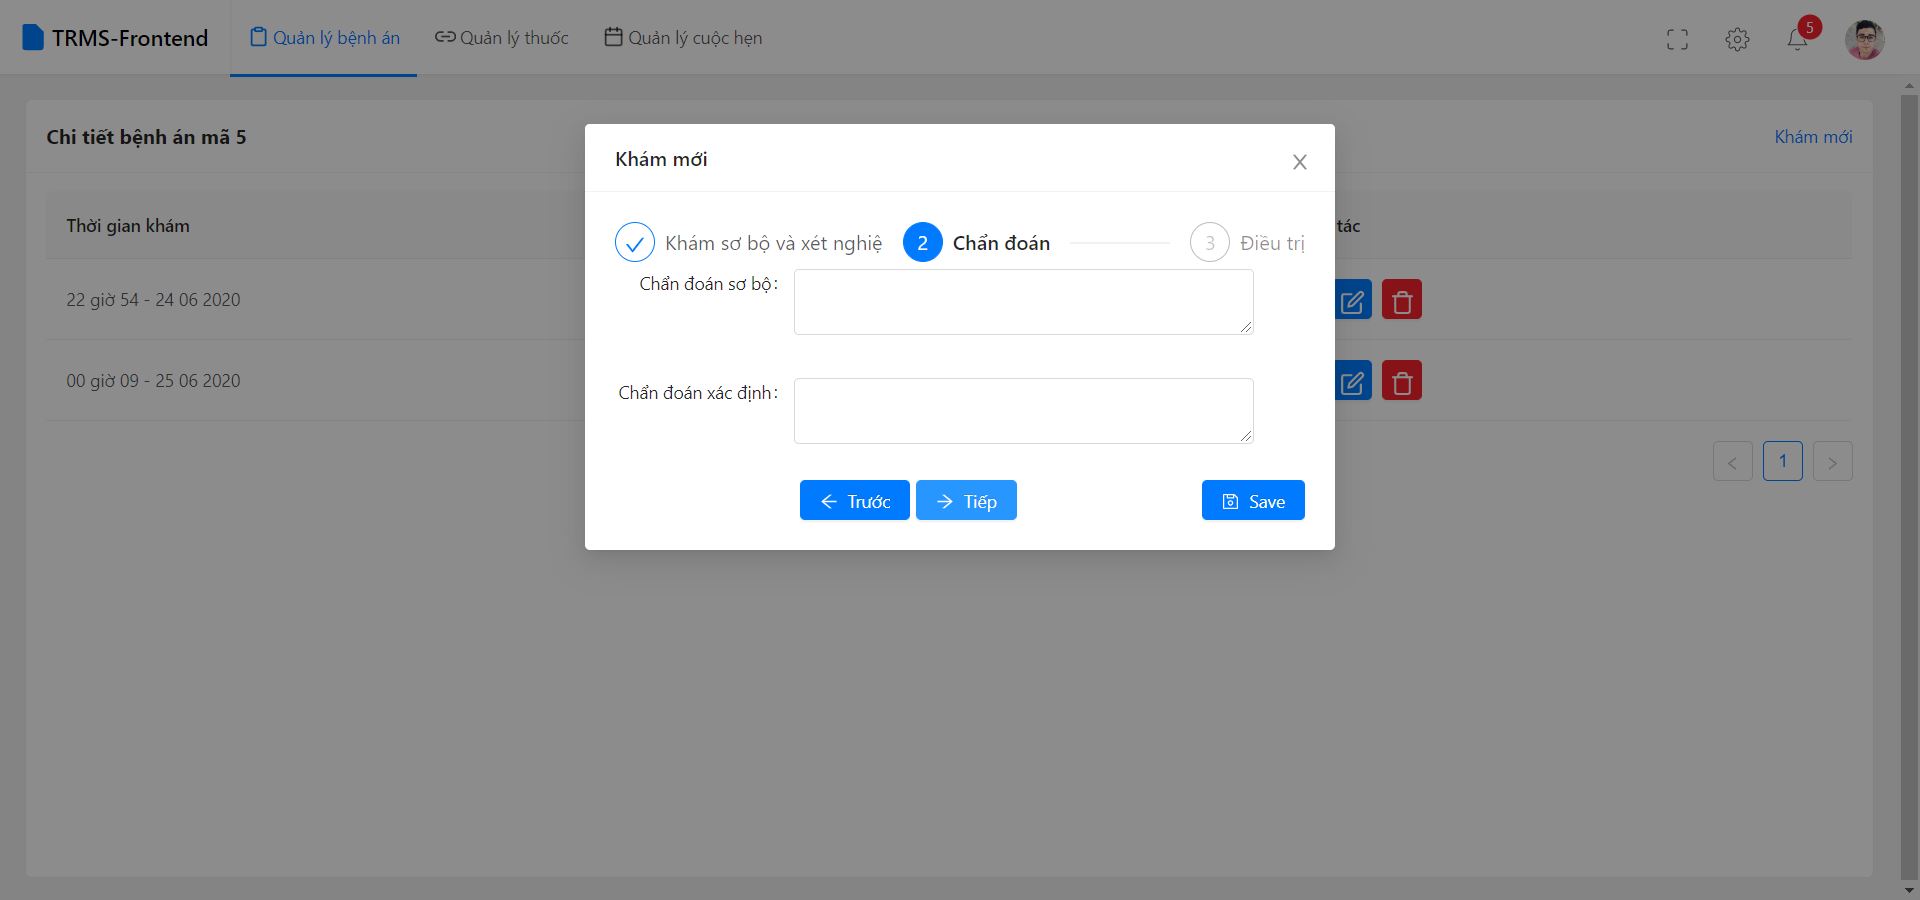 TRMS-Frontend
Quản lý bệnh án
Quản lý thuốc
Quản lý cuộc hẹn
5
Chi tiết bệnh án mã 5
Khám mới
Khám mới
Thời gian khám
tác
Khám sơ bộ và xét nghiệ
2 Chẩn đoán
3 Điều trị
Chẩn đoán sơ bộ:
22 giờ 54 - 24 06 2020
Chẩn đoán xác định:
00 giờ 09 - 25 06 2020
< 1 >
Trước
Tiếp
Save